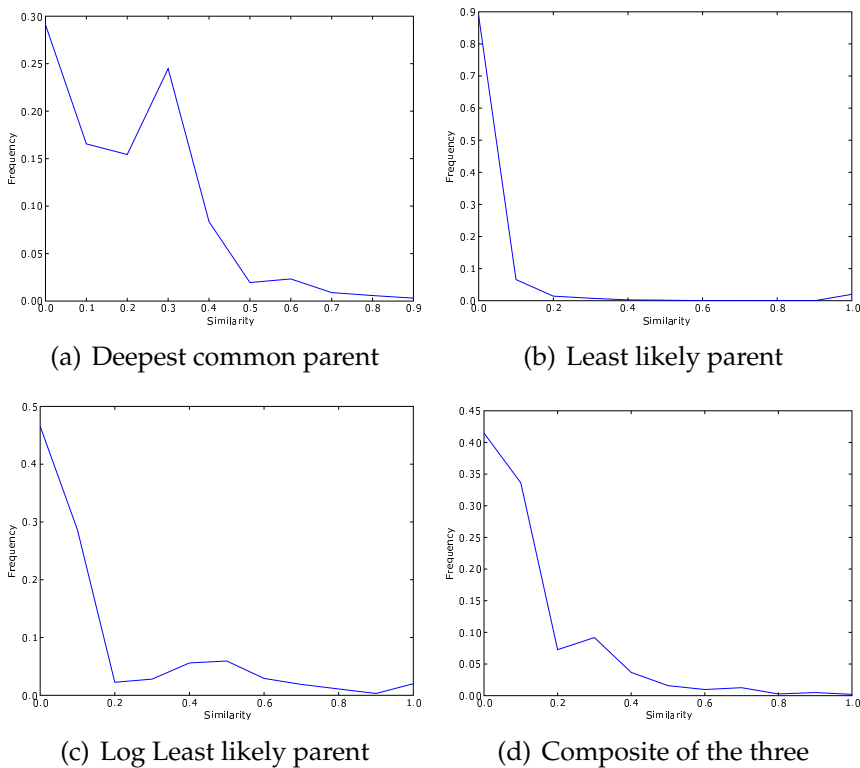 0.30
0.25
0.20
0.15
0.10
0.05
0.00
0.0 0.1 0.2 0.3 0.4 0.5 0.6 0.7 0.8 0.9
Frequency
Similarity
(a) Deepest common parent
0.9
0.8
0.7
0.6
0.5
0.4
0.3
0.2
0.1
0.0
0.0 0.2 0.4 0.6 0.8 1.0
Frequency
Similarity
(b) Least likely parent
0.5
0.4
0.3
0.2
0.1
0.0
0.0 0.2 0.4 0.6 0.8 1.0
Frequency
Similarity
(c) Log Least likely parent
0.45
0.40
0.35
0.30
0.25
0.20
0.15
0.10
0.05
0.00
0.0 0.2 0.4 0.6 0.8 1.0
Frequency
Similarity
(d) Composite of the three